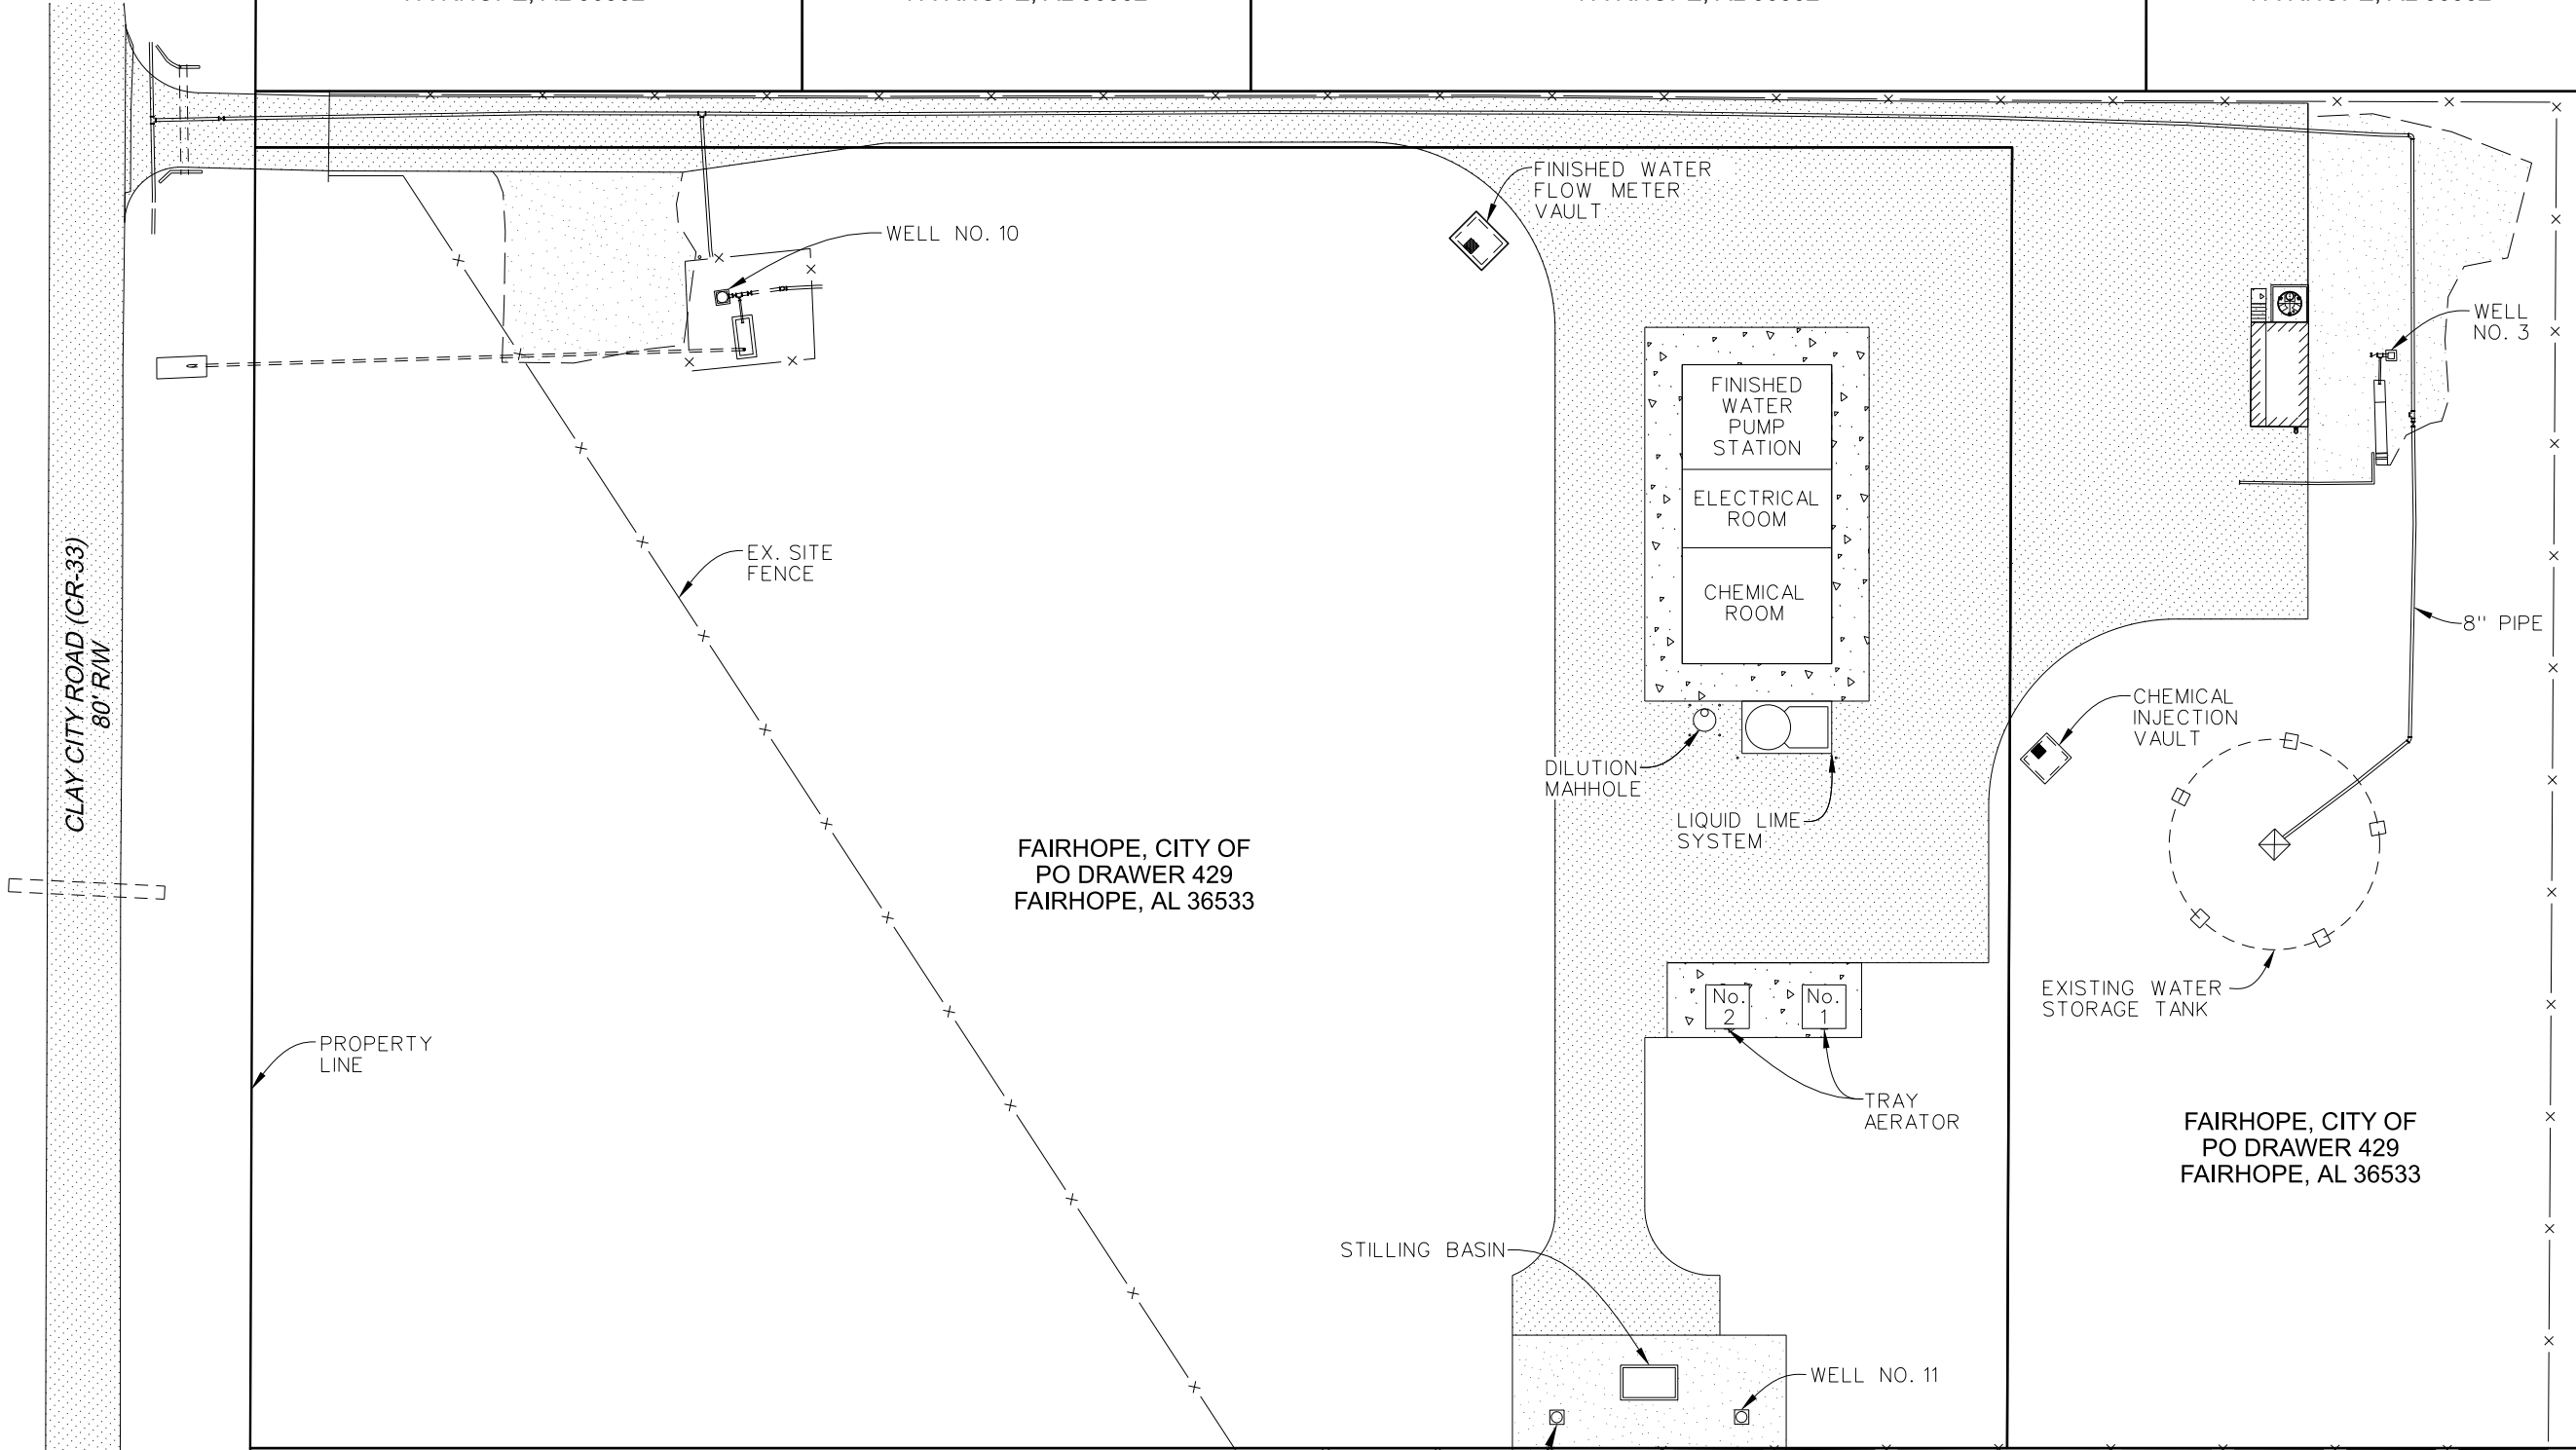 FINISHED WATER
FLOW METER
VAULT
WELL NO. 10
WELL
NO. 3
FINISHED
WATER
PUMP
STATION
ELECTRICAL
ROOM
CHEMICAL
ROOM
EX. SITE
FENCE
CLAY CITY ROAD (CR-33)
80' R/W
8" PIPE
CHEMICAL
INJECTION
VAULT
DILUTION
MAHHOLE
LIQUID LIME
SYSTEM
FAIRHOPE, CITY OF
PO DRAWER 429
FAIRHOPE, AL 36533
EXISTING WATER
STORAGE TANK
No.
2
No.
1
PROPERTY
LINE
TRAY
AERATOR
FAIRHOPE, CITY OF
PO DRAWER 429
FAIRHOPE, AL 36533
STILLING BASIN
WELL NO. 11